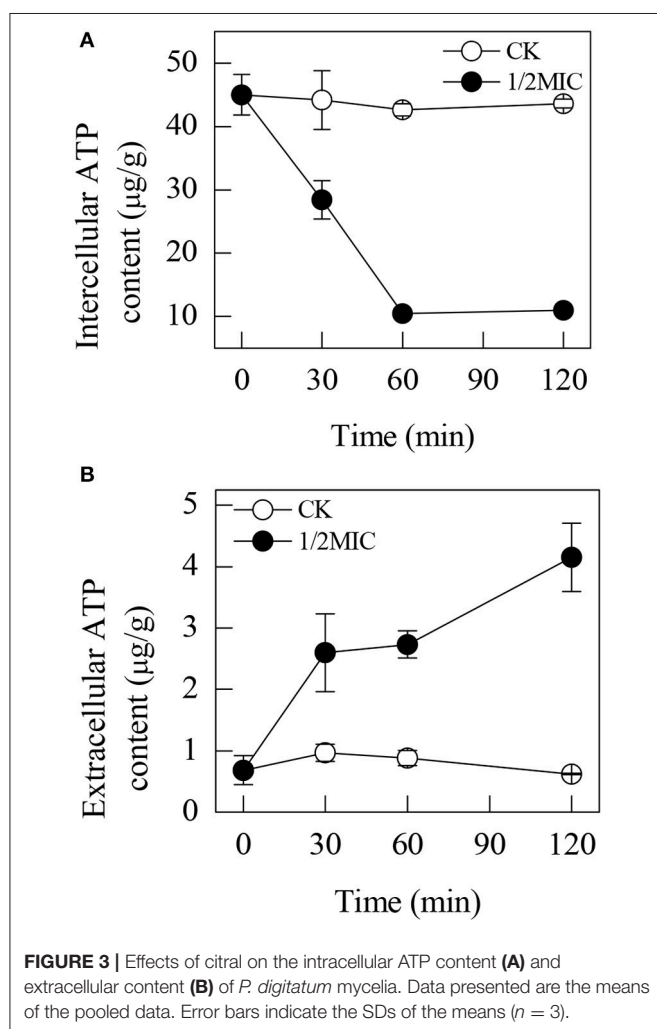 A
CK
1/2MIC
50
40
30
20
10
Intercellular ATP
content (μg/g)
0 30 60 90 120
Time (min)
B
CK
1/2MIC
5
4
3
2
1
0
Extracellular ATP
content (μg/g)
0 30 60 90 120
Time (min)
FIGURE 3 | Effects of citral on the intracellular ATP content (A) and
extracellular content (B) of P. digitatum mycelia. Data presented are the means
of the pooled data. Error bars indicate the SDs of the means (n = 3).